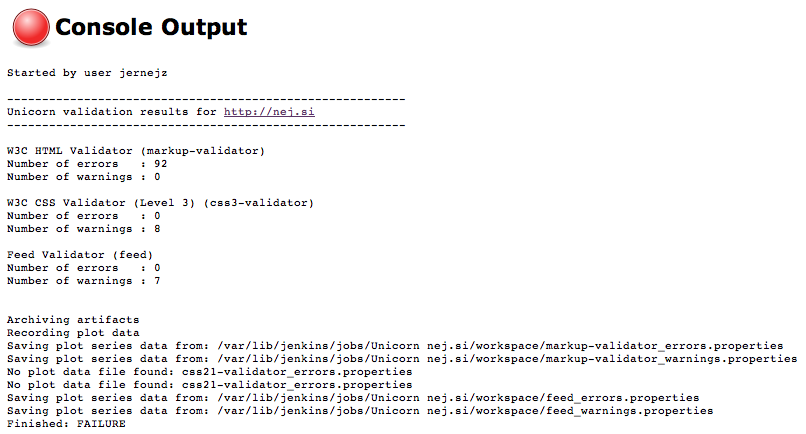 Console Output
Started by user jernejz
---------------------------------------------------------
Unicorn validation results for http://nej.si
---------------------------------------------------------
W3C HTML Validator (markup-validator)
Number of errors   : 92
Number of warnings : 0
W3C CSS Validator (Level 3) (css3-validator)
Number of errors   : 0
Number of warnings : 8
Feed Validator (feed)
Number of errors   : 0
Number of warnings : 7
Archiving artifacts
Recording plot data
Saving plot series data from: /var/lib/jenkins/jobs/Unicorn nej.si/workspace/markup-validator_errors.properties
Saving plot series data from: /var/lib/jenkins/jobs/Unicorn nej.si/workspace/markup-validator_warnings.properties
No plot data file found: css21-validator_errors.properties
No plot data file found: css21-validator_errors.properties
Saving plot series data from: /var/lib/jenkins/jobs/Unicorn nej.si/workspace/feed_errors.properties
Saving plot series data from: /var/lib/jenkins/jobs/Unicorn nej.si/workspace/feed_warnings.properties
Finished: FAILURE